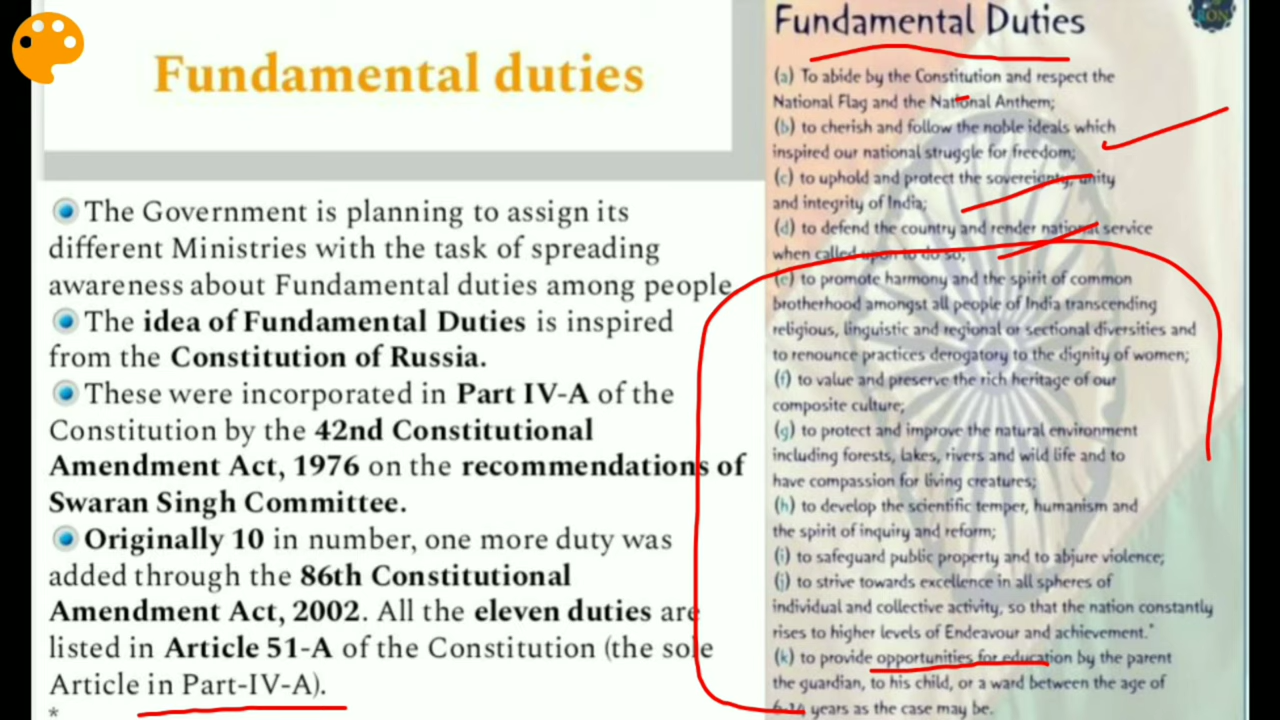 Fundamental duties
The Government is planning to assign its
different Ministries with the task of spreading
awareness about Fundamental duties among people.
The idea of Fundamental Duties is inspired
from the Constitution of Russia.
These were incorporated in Part IV-A of the
Constitution by the 42nd Constitutional
Amendment Act, 1976 on the recommendations of
Swaran Singh Committee.
Originally 10 in number, one more duty was
added through the 86th Constitutional
Amendment Act, 2002. All the eleven duties are
listed in Article 51-A of the Constitution (the sole
Article in Part-IV-A).
*
Fundamental Duties
(a) To abide by the Constitution and respect the
National Flag and the National Anthem;
(b) to cherish and follow the noble ideals which
inspired our national struggle for freedom;
(c) to uphold and protect the sovereignty, unity
and integrity of India;
(d) to defend the country and render national service
when called upon to do so;
(e) to promote harmony and the spirit of common
brotherhood amongst all people of India transcending
religious, linguistic and regional or sectional diversities and
to renounce practices derogatory to the dignity of women;
(f) to value and preserve the rich heritage of our
composite culture;
(g) to protect and improve the natural environment
including forests, lakes, rivers and wild life and to
have compassion for living creatures;
(h) to develop the scientific temper, humanism and
the spirit of inquiry and reform;
(i) to safeguard public property and to abjure violence;
(j) to strive towards excellence in all spheres of
individual and collective activity, so that the nation constantly
rises to higher levels of Endeavour and achievement."
(k) to provide opportunities for education by the parent
the guardian, to his child, or a ward between the age of
6-14 years as the case may be.